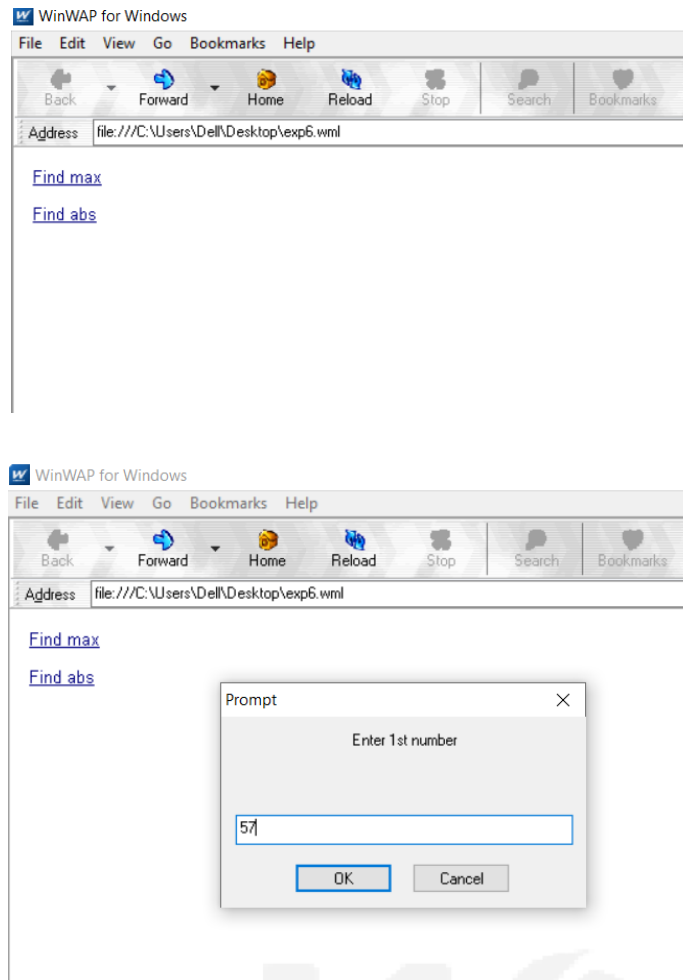 WinWAP for Windows
File Edit View Go Bookmarks Help
Back Forward Home Reload Stop Search Bookmarks
Address file:///C:\Users\Dell\Desktop\exp6.wml
Find max
Find abs
WinWAP for Windows
File Edit View Go Bookmarks Help
Back Forward Home Reload Stop Search Bookmarks
Address file:///C:\Users\Dell\Desktop\exp6.wml
Find max
Find abs
Prompt
Enter 1st number
57
OK Cancel